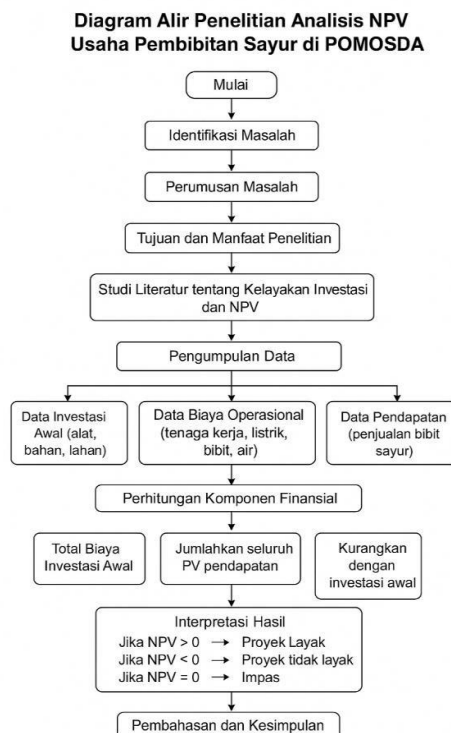 Diagram Alir Penelitian Analisis NPV
Usaha Pembibitan Sayur di POMOSDA
Mulai
Identifikasi Masalah
Perumusan Masalah
Tujuan dan Manfaat Penelitian
Studi Literatur tentang Kelayakan Investasi
dan NPV
Pengumpulan Data
Data Investasi
Awal (alat,
bahan, lahan)
Data Biaya Operasional
(tenaga kerja, listrik,
bibit, air)
Data Pendapatan
(penjualan bibit
sayur)
Perhitungan Komponen Finansial
Total Biaya
Investasi Awal
Jumlahkan seluruh
PV pendapatan
Kurangkan
dengan
investasi awal
Interpretasi Hasil
Jika NPV > 0 → Proyek Layak
Jika NPV < 0 → Proyek tidak layak
Jika NPV = 0 → Impas
Pembahasan dan Kesimpulan